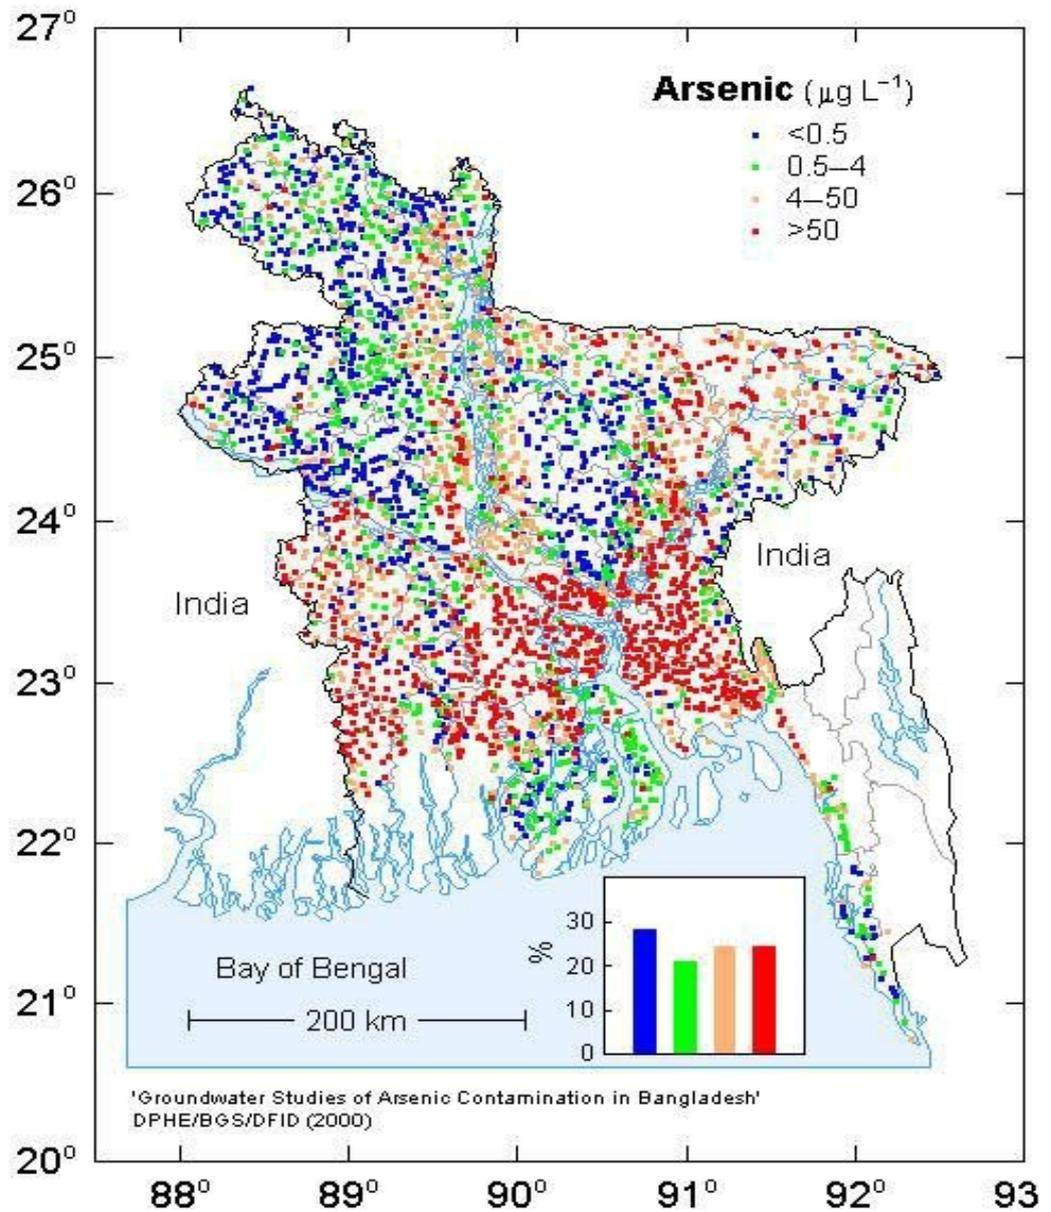 27°
26°
25°
24°
23°
22°
21°
20°
Arsenic (µg L⁻¹)
<0.5
0.5–4
4–50
>50
India
India
Bay of Bengal
200 km
%
30
20
10
0
'Groundwater Studies of Arsenic Contamination in Bangladesh'
DPHE/BGS/DFID (2000)
88° 89° 90° 91° 92° 93